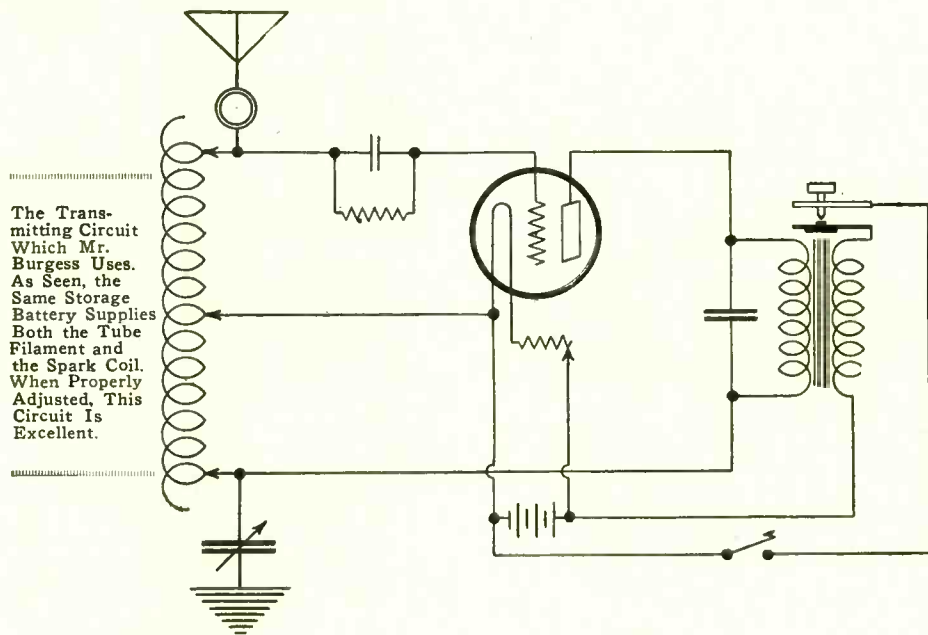 The Trans-
mitting Circuit
Which Mr.
Burgess Uses.
As Seen, the
Same Storage
Battery Supplies
Both the Tube
Filament and
the Spark Coil.
When Properly
Adjusted, This
Circuit Is
Excellent.